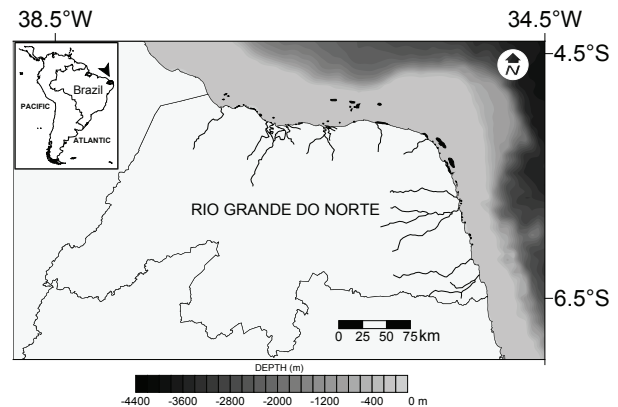 38.5°W 34.5°W
4.5°S
N
Brazil
PACIFIC
ATLANTIC
RIO GRANDE DO NORTE
6.5°S
0 25 50 75 km
DEPTH (m)
-4400 -3600 -2800 -2000 -1200 -400 0 m